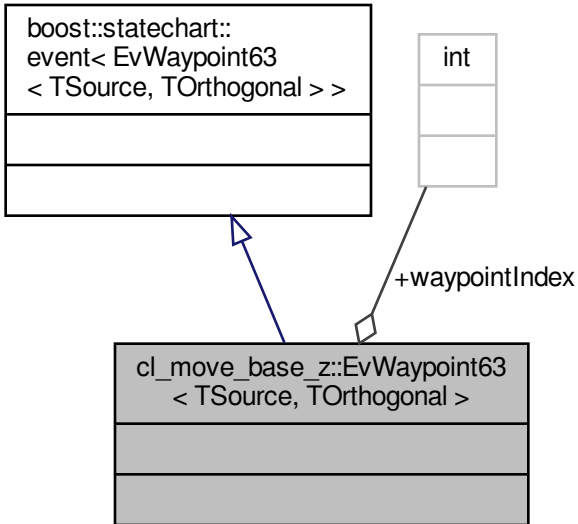 boost::statechart::
event< EvWaypoint63
< TSource, TOrthogonal > >
int
+waypointIndex
cl_move_base_z::EvWaypoint63
< TSource, TOrthogonal >